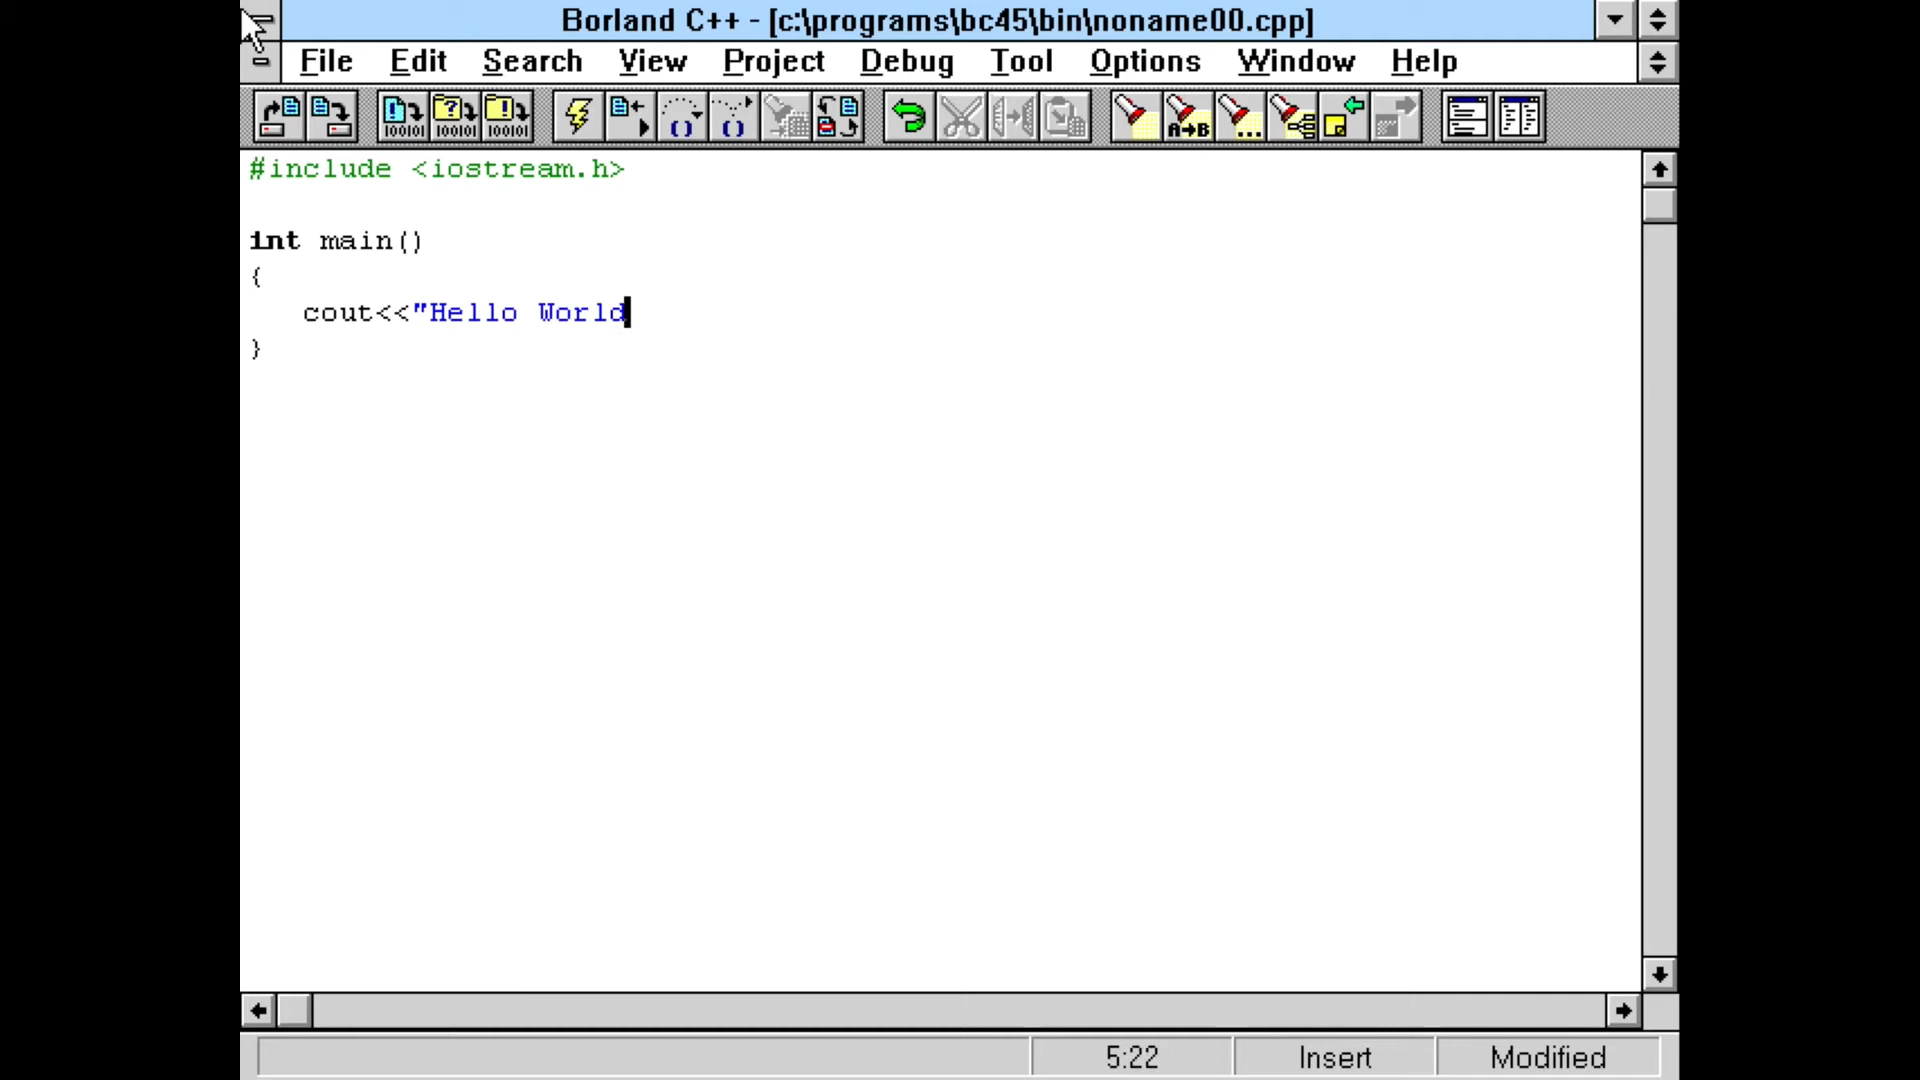 Borland C++ - [c:\programs\bc45\bin\noname00.cpp]
File Edit Search View Project Debug Tool Options Window Help
#include <iostream.h>
int main()
{
cout<<"Hello World
}
5:22 Insert Modified